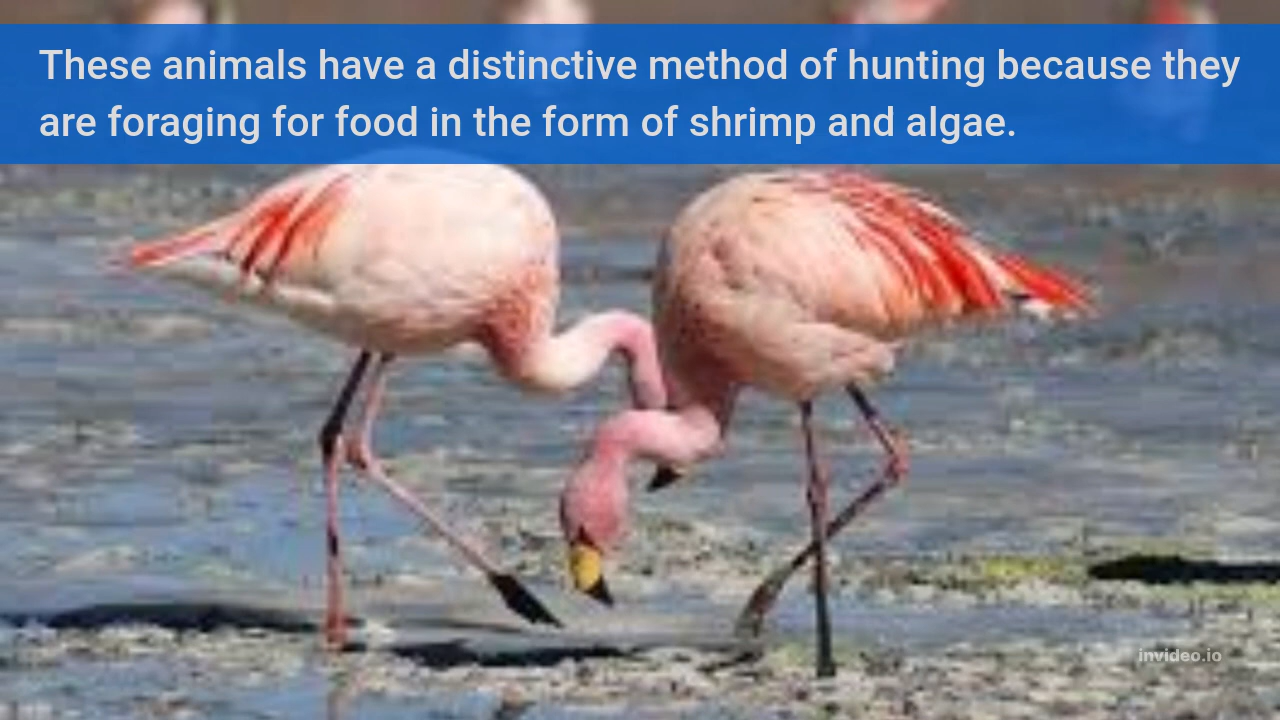 These animals have a distinctive method of hunting because they
are foraging for food in the form of shrimp and algae.
invideo.io